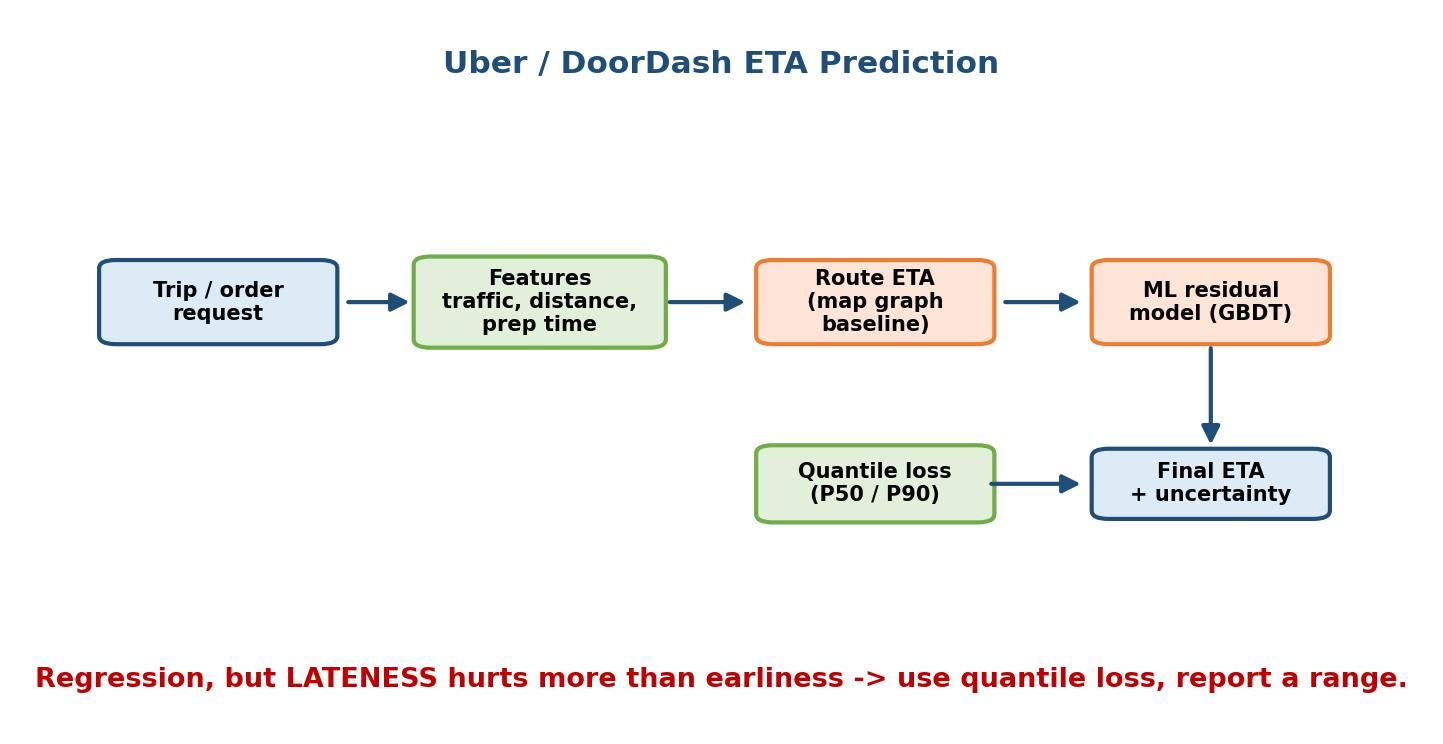 Uber / DoorDash ETA Prediction
Trip / order
request
Features
traffic, distance,
prep time
Route ETA
(map graph
baseline)
ML residual
model (GBDT)
Quantile loss
(P50 / P90)
Final ETA
+ uncertainty
Regression, but LATENESS hurts more than earliness -> use quantile loss, report a range.